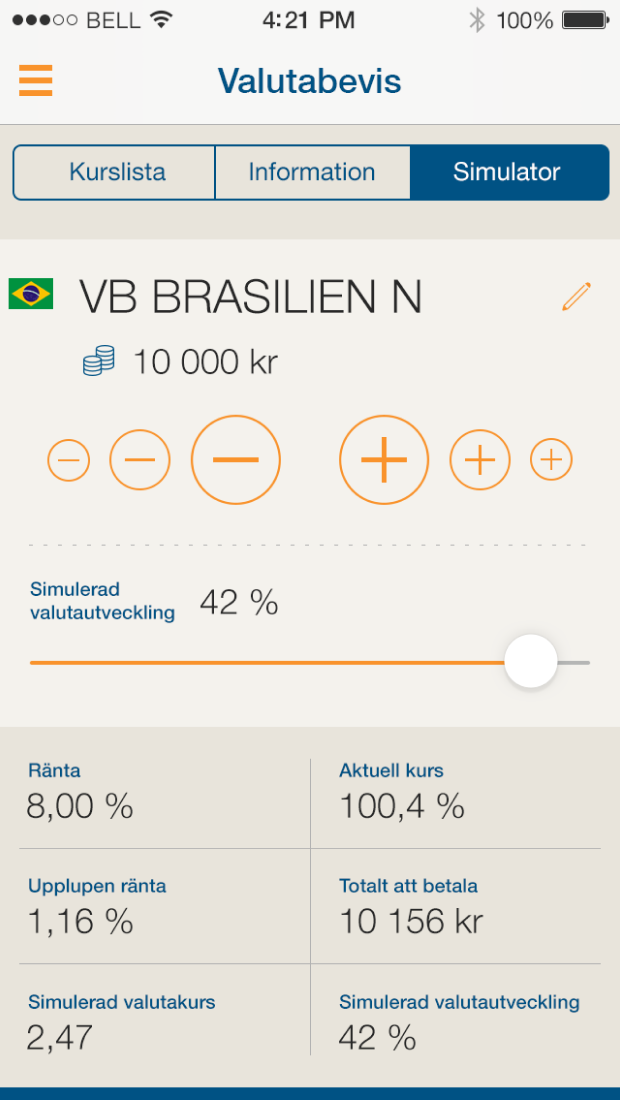 BELL 4:21 PM 100%
Valutabevis
Kurslista Information Simulator
VB BRASILIEN N
10 000 kr
Simulerad
valutautveckling 42 %
Ränta Aktuell kurs
8,00 % 100,4 %
Upplupen ränta Totalt att betala
1,16 % 10 156 kr
Simulerad valutakurs Simulerad valutautveckling
2,47 42 %